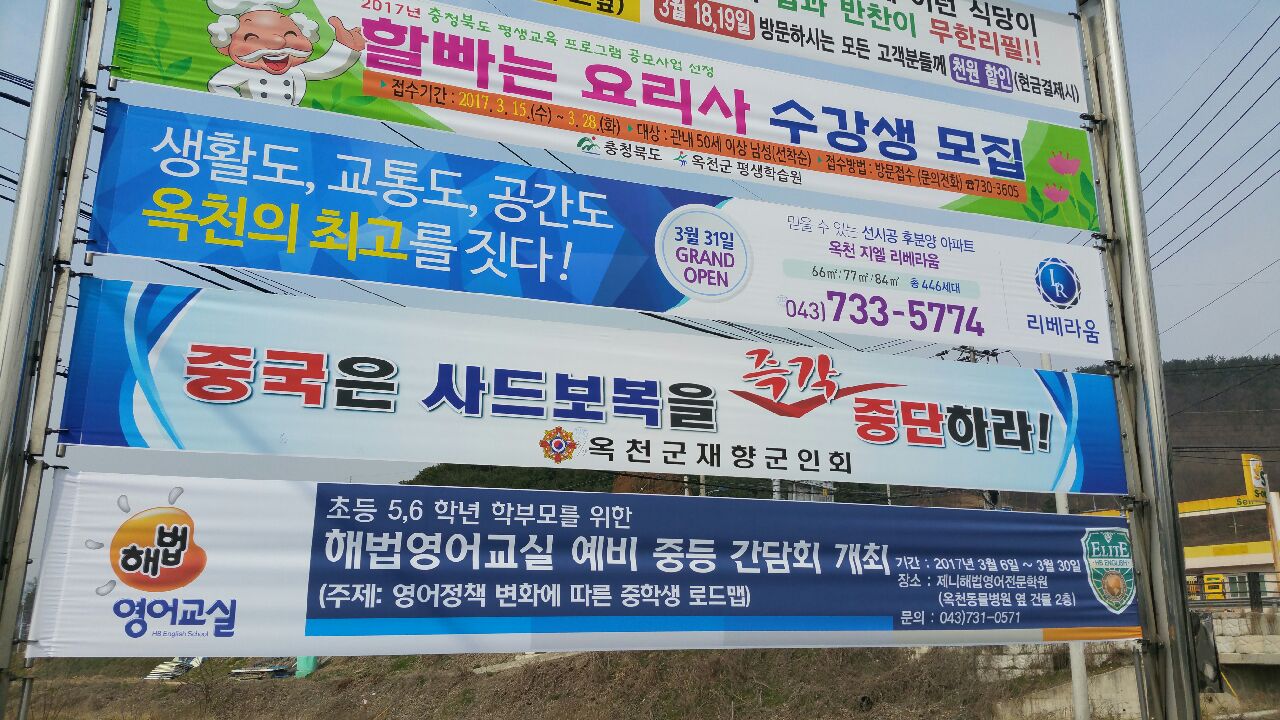 이런 식당이
3월 18,19일
반찬이 무한리필!!
방문하시는 모든 고객분들께 천원 할인(현금결제시)
2017년 충청북도 평생교육 프로그램 공모사업 선정
할빠는 요리사 수강생 모집
▶접수기간 : 2017. 3. 15.(수) ~ 3. 28.(화) ▶대상 : 관내 50세 이상 남성(선착순) ▶접수방법 : 방문접수 (문의전화) ☎730-3605
충청북도 옥천군 평생학습원
생활도, 교통도, 공간도
옥천의 최고를 짓다!
3월 31일
GRAND
OPEN
믿을 수 있는 선시공 후분양 아파트
옥천 지엘 리베라움
66㎡/77㎡/84㎡ 총 446세대
043)733-5774
LR
리베라움
중국은 사드보복을 즉각 중단하라!
옥천군재향군인회
해법
영어교실
HB English School
초등 5,6 학년 학부모를 위한
해법영어교실 예비 중등 간담회 개최
(주제: 영어정책 변화에 따른 중학생 로드맵)
기간 : 2017년 3월 6일 ~ 3월 30일
장소 : 제니해법영어전문학원
(옥천동물병원 옆 건물 2층)
문의 : 043)731-0571
ELITE
HB ENGLISH